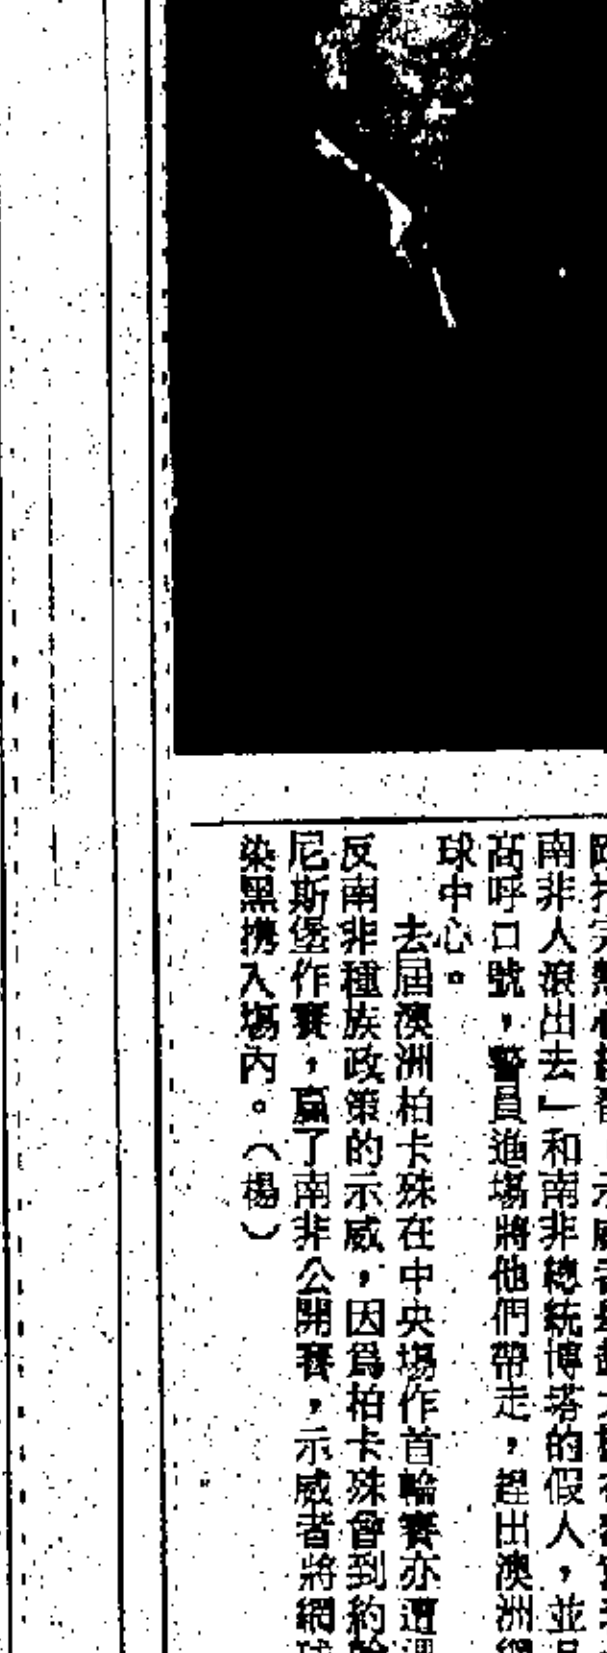 南非人滾出去」和南非總統博塔的假人，並
高呼口號，警員進場將他們帶走，趕出澳洲網
球中心。
去屆澳洲柏卡殊在中央場作首輪賽亦遭
反南非種族政策的示威，因爲柏卡殊曾到約
尼斯堡作賽，贏了南非公開賽，示威者將網球
染黑携入場內。（楊）